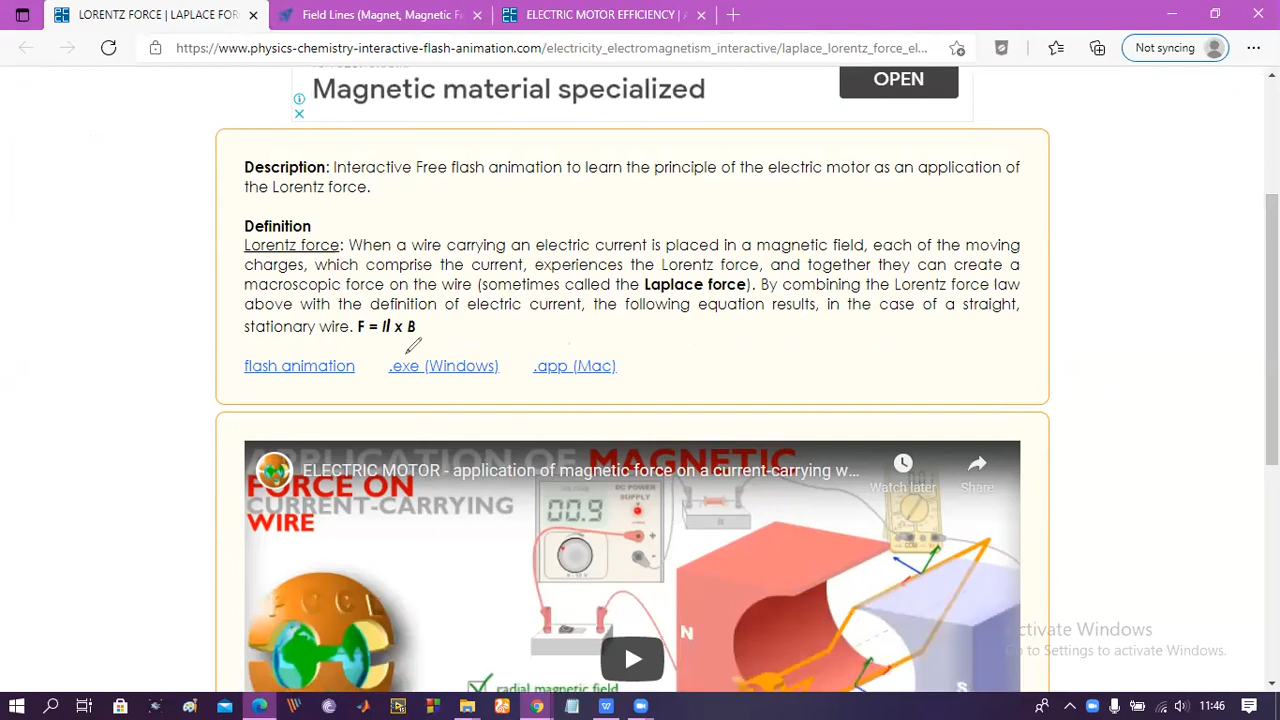 LORENTZ FORCE | LAPLACE FOR
Field Lines (Magnet, Magnetic F
ELECTRIC MOTOR EFFICIENCY |
https://www.physics-chemistry-interactive-flash-animation.com/electricity_electromagnetism_interactive/laplace_lorentz_force_el...
Not syncing
Magnetic material specialized
OPEN
Description: Interactive Free flash animation to learn the principle of the electric motor as an application of
the Lorentz force.
Definition
Lorentz force: When a wire carrying an electric current is placed in a magnetic field, each of the moving
charges, which comprise the current, experiences the Lorentz force, and together they can create a
macroscopic force on the wire (sometimes called the Laplace force). By combining the Lorentz force law
above with the definition of electric current, the following equation results, in the case of a straight,
stationary wire. F = Il x B
flash animation .exe (Windows) .app (Mac)
APPLICATION OF MAGNETIC
ELECTRIC MOTOR - application of magnetic force on a current-carrying w...
Watch later
Share
FORCE ON
CURRENT-CARRYING
WIRE
DC POWER
SUPPLY
00.9
+
COM
N
S
radial magnetic field
Activate Windows
Go to Settings to activate Windows.
11:46